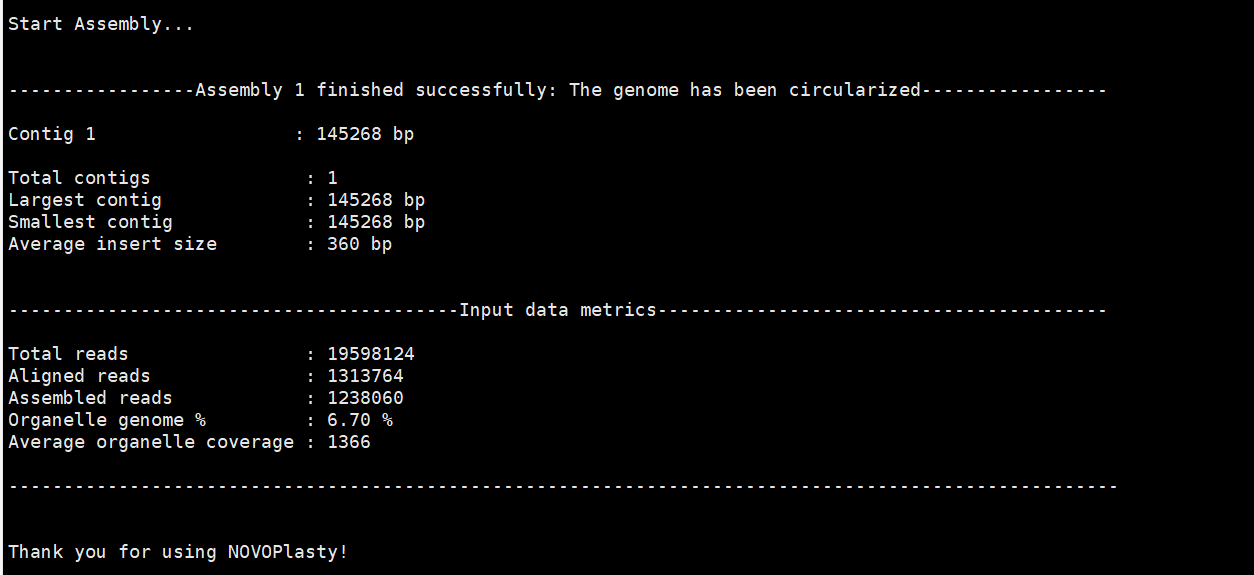 Start Assembly...
-----------------Assembly 1 finished successfully: The genome has been circularized-----------------
Contig 1                  : 145268 bp
Total contigs              : 1
Largest contig             : 145268 bp
Smallest contig            : 145268 bp
Average insert size        : 360 bp
-----------------------------------------Input data metrics-----------------------------------------
Total reads                : 19598124
Aligned reads              : 1313764
Assembled reads            : 1238060
Organelle genome %         : 6.70 %
Average organelle coverage : 1366
-----------------------------------------------------------------------------------------------------
Thank you for using NOVOPlasty!